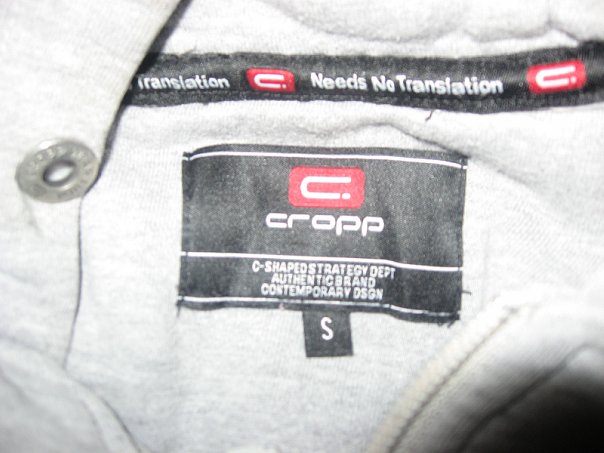 Translation
Needs No Translation
cropp
C-SHAPED STRATEGY DEPT
AUTHENTIC BRAND
CONTEMPORARY DSGN
S